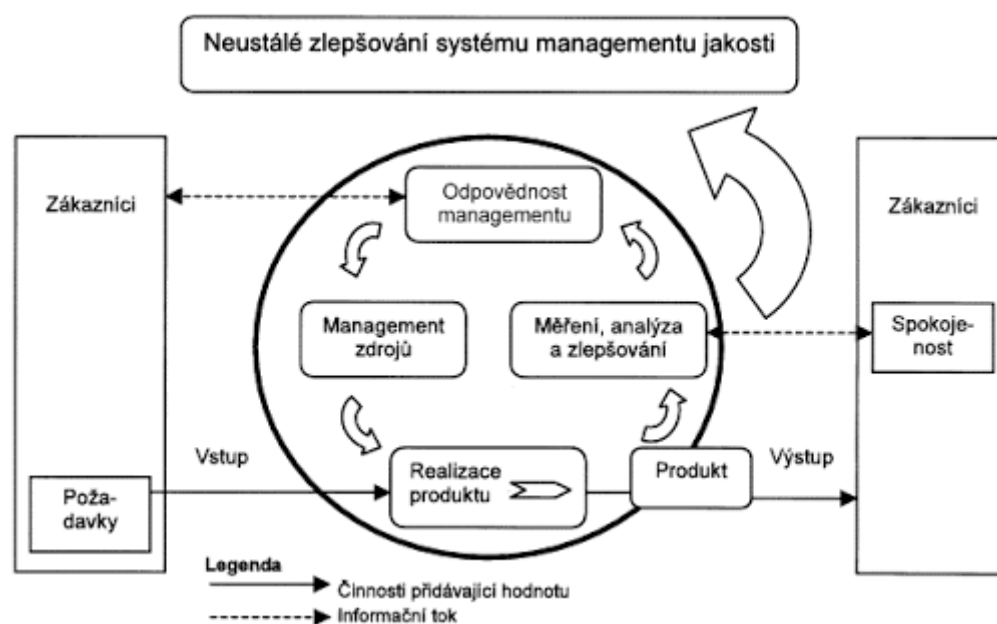 Neustálé zlepšování systému managementu jakosti
Zákazníci
Odpovědnost
managementu
Zákazníci
Management
zdrojů
Měření, analýza
a zlepšování
Spokoje-
nost
Vstup
Realizace
produktu
Produkt
Výstup
Poža-
davky
Legenda
Činnosti přidávající hodnotu
Informační tok